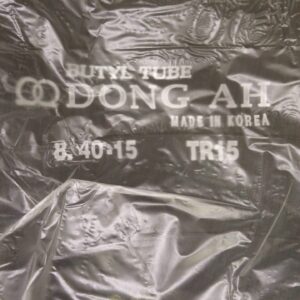 BUTYL TUBE
DONG AH
MADE IN KOREA
8.40-15 TR15